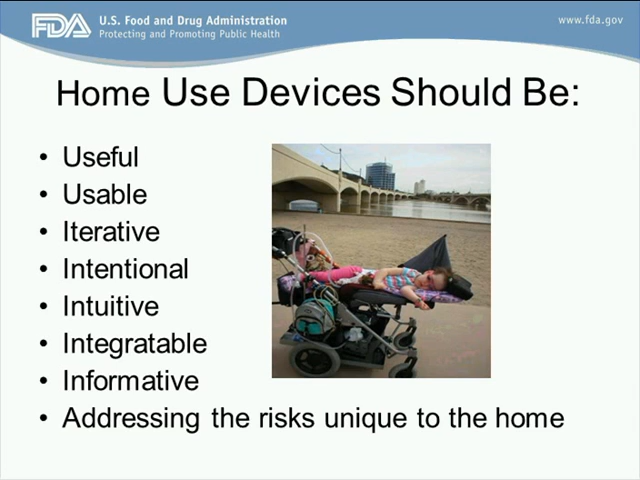 FDA U.S. Food and Drug Administration
Protecting and Promoting Public Health
www.fda.gov
Home Use Devices Should Be:
• Useful
• Usable
• Iterative
• Intentional
• Intuitive
• Integratable
• Informative
• Addressing the risks unique to the home